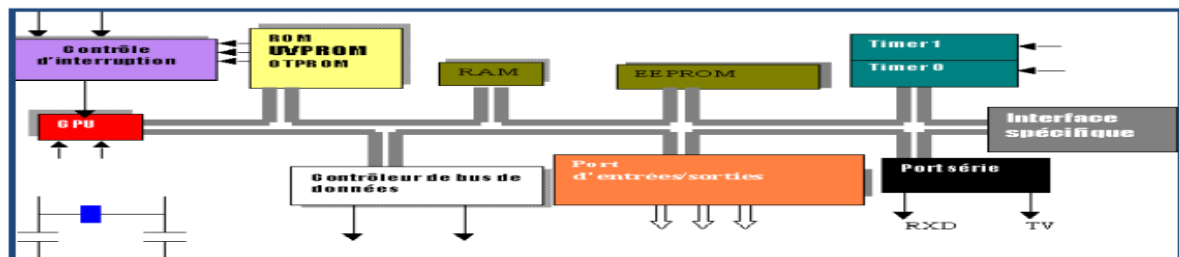 Contrôle
d'interruption
ROM
UVPROM
OTPROM
RAM
EEPROM
Timer 1
Timer 0
CPU
Interface
spécifique
Contrôleur de bus de
données
Port
d'entrées/sorties
Port série
RXD
TV